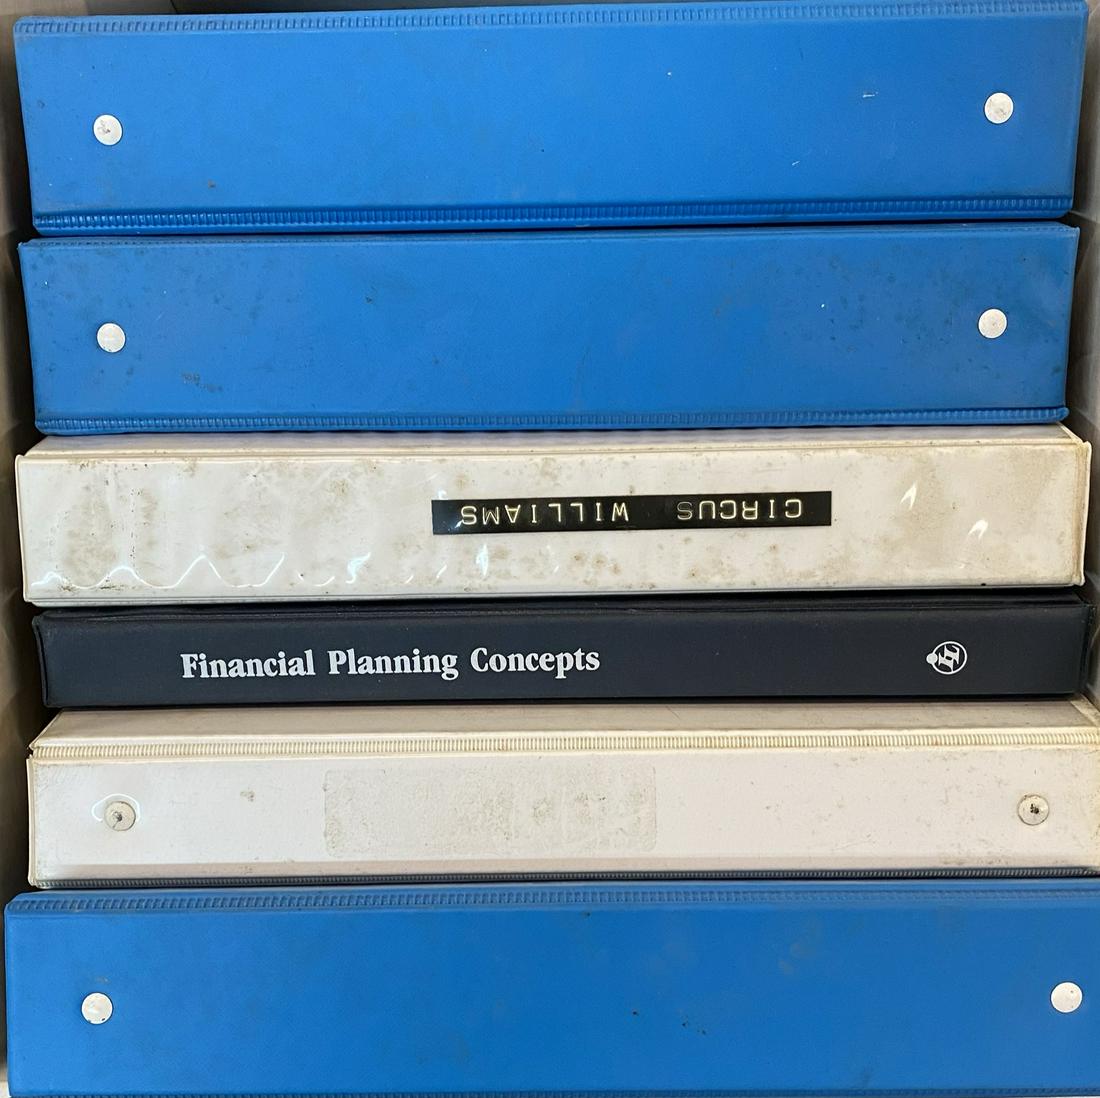 CIRCUS WILLIAMS
Financial Planning Concepts